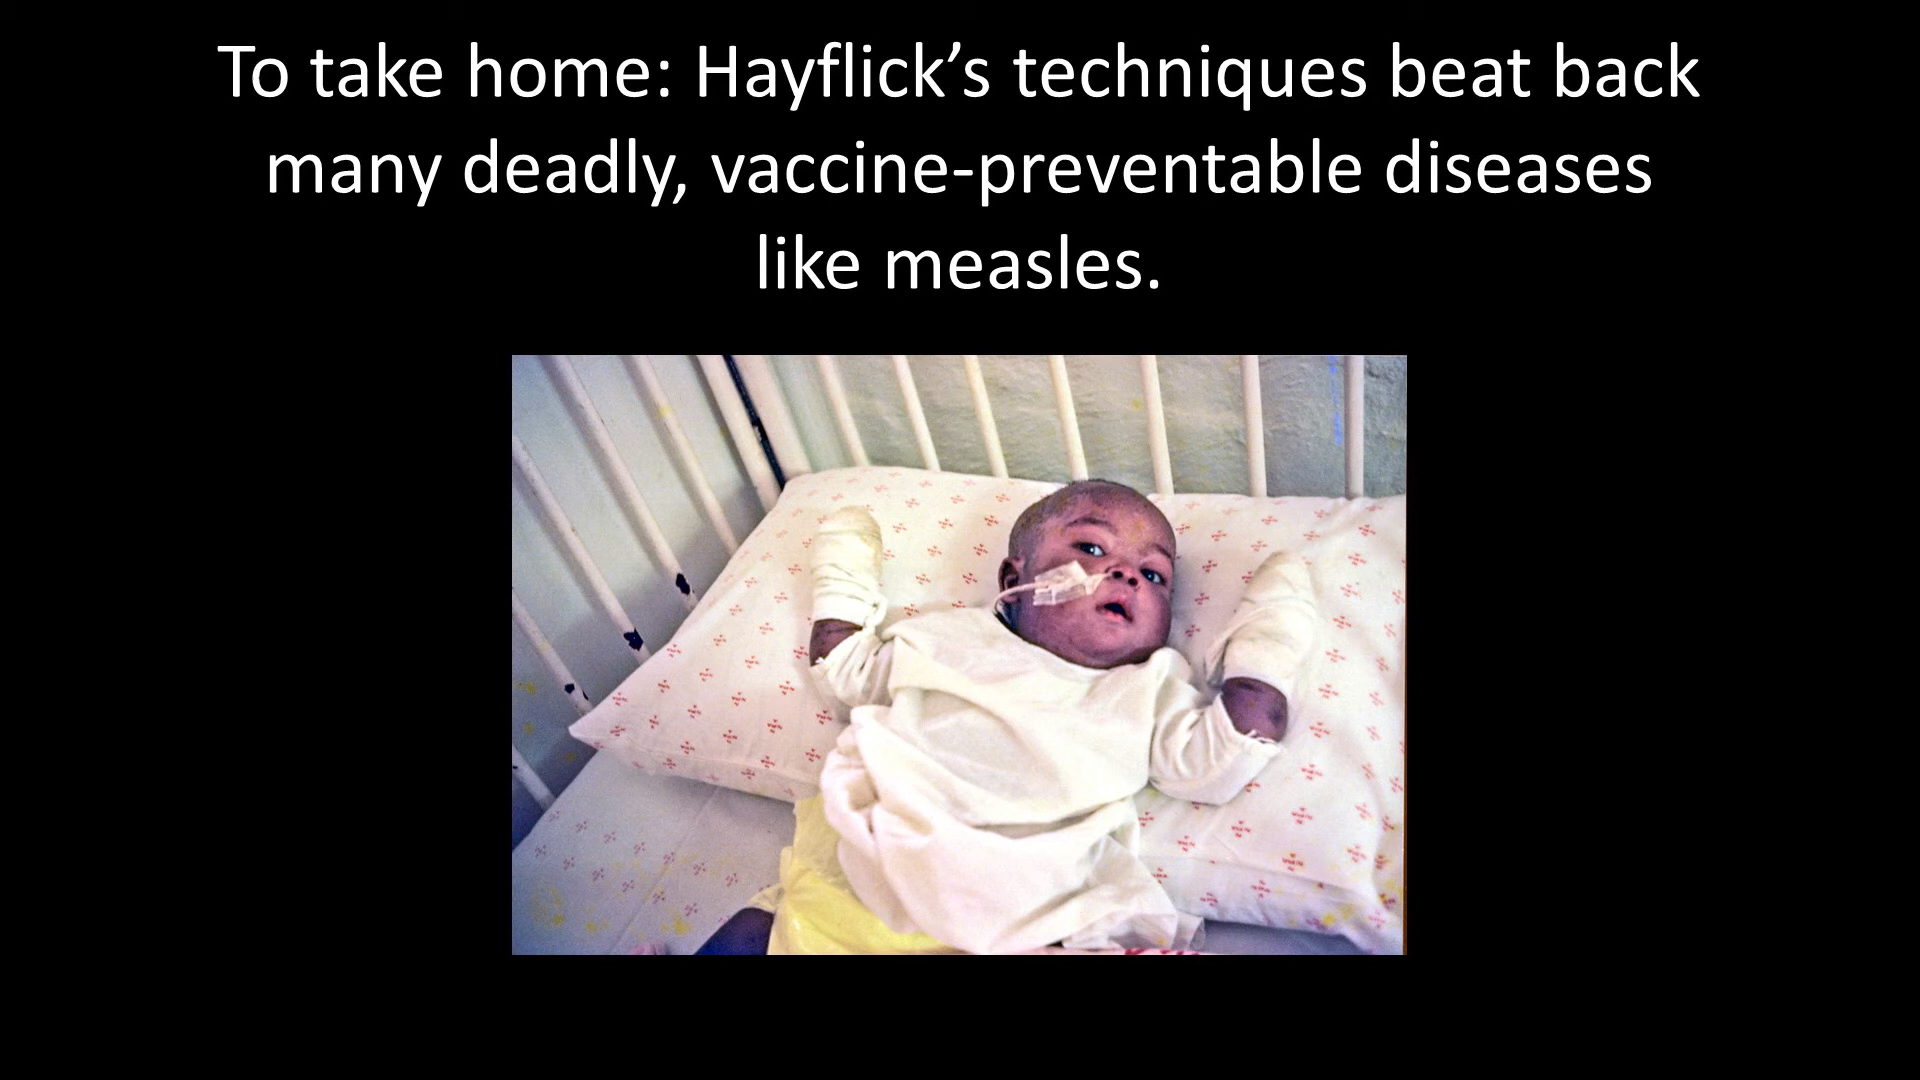 To take home: Hayflick’s techniques beat back
many deadly, vaccine-preventable diseases
like measles.